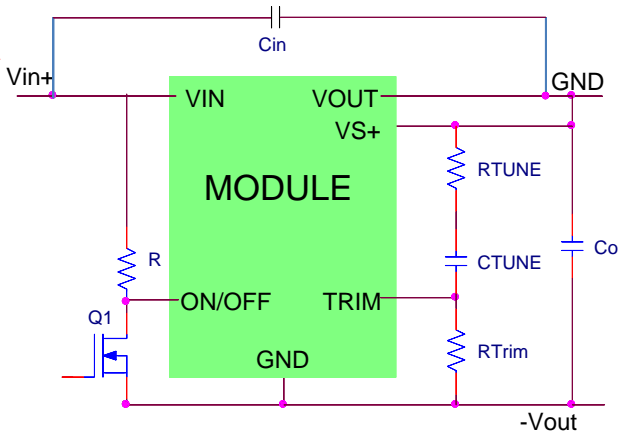 Cin
Vin+
GND
VIN
VOUT
VS+
MODULE
RTUNE
R
CTUNE
Co
ON/OFF
TRIM
Q1
RTrim
GND
-Vout